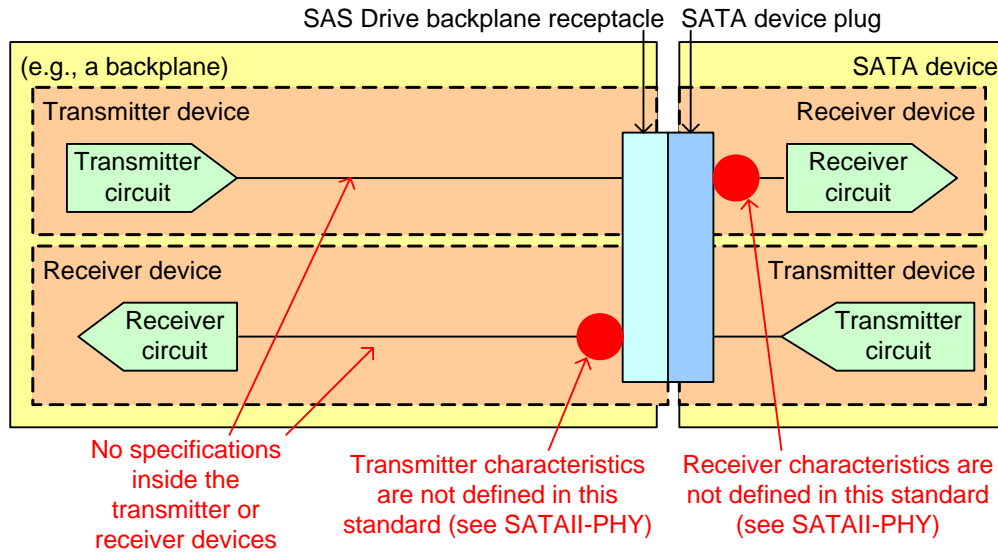 SAS Drive backplane receptacle
SATA device plug
(e.g., a backplane)
SATA device
Transmitter device
Receiver device
Transmitter
circuit
Receiver
circuit
Receiver device
Transmitter device
Receiver
circuit
Transmitter
circuit
No specifications
inside the
transmitter or
receiver devices
Transmitter characteristics
are not defined in this
standard (see SATAII-PHY)
Receiver characteristics are
not defined in this standard
(see SATAII-PHY)